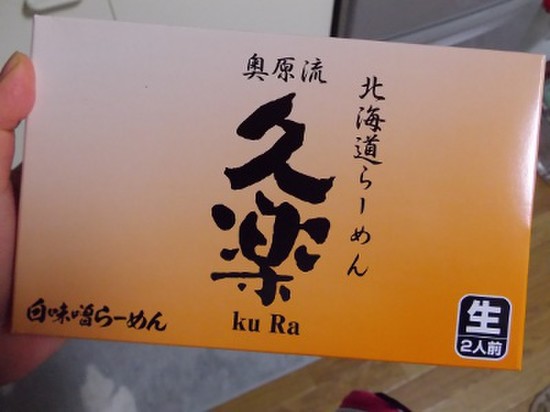 北海道らーめん
奥原流
久楽
ku Ra
白味噌らーめん
生
2人前